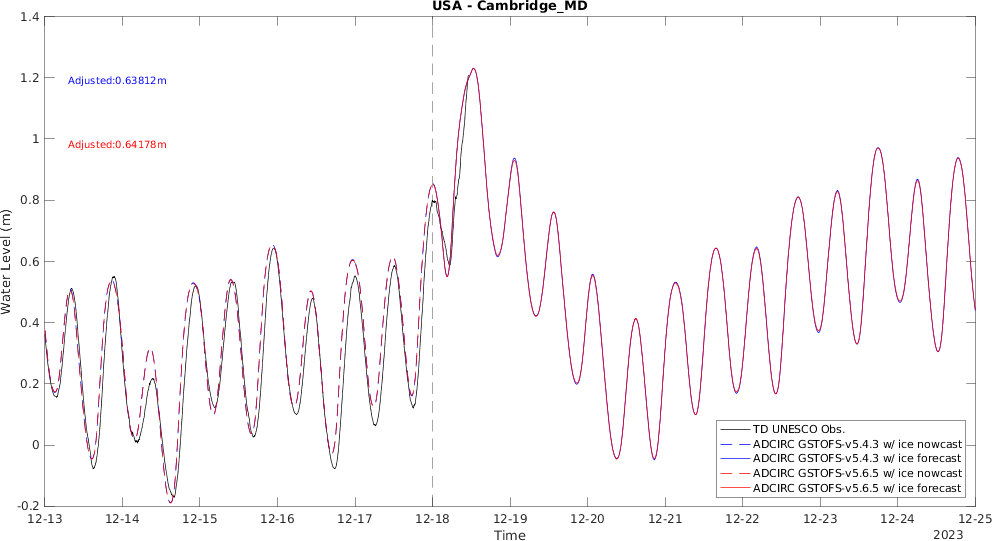 USA - Cambridge_MD
1.4
1.2
1
0.8
0.6
0.4
0.2
0
-0.2
Water Level (m)
Adjusted:0.63812m
Adjusted:0.64178m
TD UNESCO Obs.
ADCIRC GSTOFS-v5.4.3 w/ ice nowcast
ADCIRC GSTOFS-v5.4.3 w/ ice forecast
ADCIRC GSTOFS-v5.6.5 w/ ice nowcast
ADCIRC GSTOFS-v5.6.5 w/ ice forecast
12-13 12-14 12-15 12-16 12-17 12-18 12-19 12-20 12-21 12-22 12-23 12-24 12-25
Time
2023